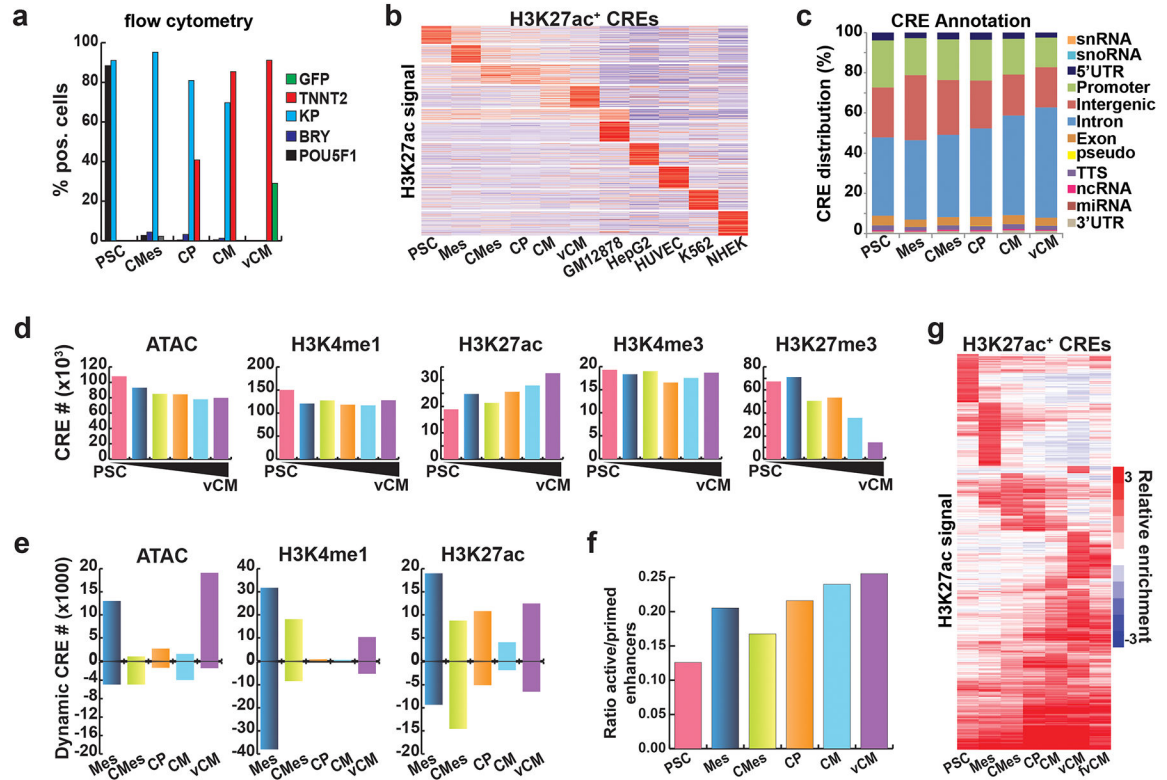 a
flow cytometry
% pos. cells
100
80
60
40
20
0
PSC
CMes
CP
CM
vCM
GFP
TNNT2
KP
BRY
POU5F1
b
H3K27ac+ CREs
H3K27ac signal
PSC
Mes
CMes
CP
CM
vCM
GM12878
HepG2
HUVEC
K562
NHEK
c
CRE Annotation
CRE distribution (%)
100
80
60
40
20
0
PSC
Mes
CMes
CP
CM
vCM
snRNA
snoRNA
5'UTR
Promoter
Intergenic
Intron
Exon
pseudo
TTS
ncRNA
miRNA
3'UTR
d
CRE # (x10³)
ATAC
120
100
80
60
40
20
0
PSC
vCM
H3K4me1
200
150
100
50
0
PSC
vCM
H3K27ac
30
20
10
0
PSC
vCM
H3K4me3
20
15
10
5
0
PSC
vCM
H3K27me3
80
60
40
20
0
PSC
vCM
e
Dynamic CRE # (x1000)
ATAC
20
16
12
8
4
0
-4
-8
-12
-16
-20
Mes
CMes
CP
CM
vCM
H3K4me1
40
30
20
10
0
-10
-20
-30
-40
Mes
CMes
CP
CM
vCM
H3K27ac
20
15
10
5
0
-5
-10
-15
-20
Mes
CMes
CP
CM
vCM
f
Ratio active/primed
enhancers
0.25
0.20
0.15
0.10
0.05
0.00
PSC
Mes
CMes
CP
CM
vCM
g
H3K27ac+ CREs
H3K27ac signal
PSC
Mes
CMes
CP
CM
vCM
fvCM
3
-3
Relative enrichment